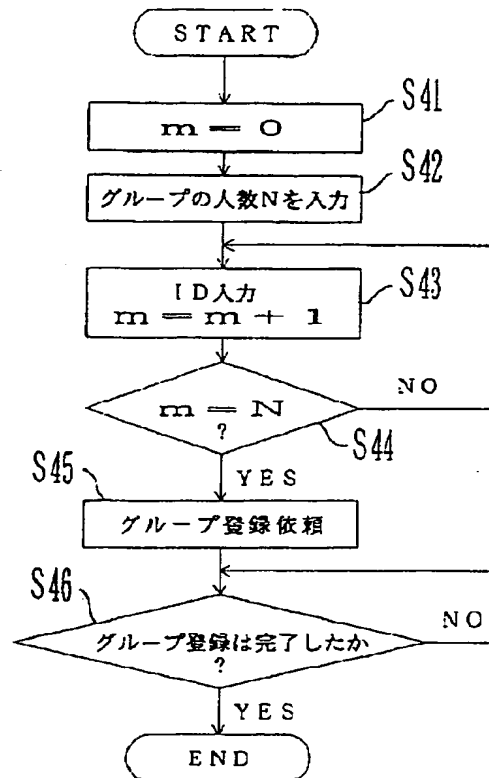 START
S41
m = 0
S42
グループの人数Nを入力
S43
ID入力
m = m + 1
m = N
?
NO
S44
YES
S45
グループ登録依頼
S46
グループ登録は完了したか
?
NO
YES
END